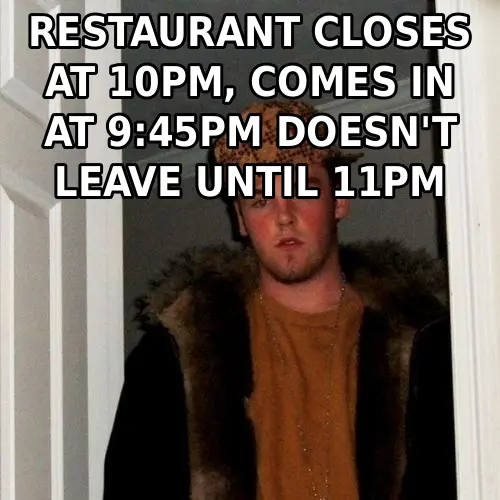 RESTAURANT CLOSES
AT 10PM, COMES IN
AT 9:45PM DOESN'T
LEAVE UNTIL 11PM